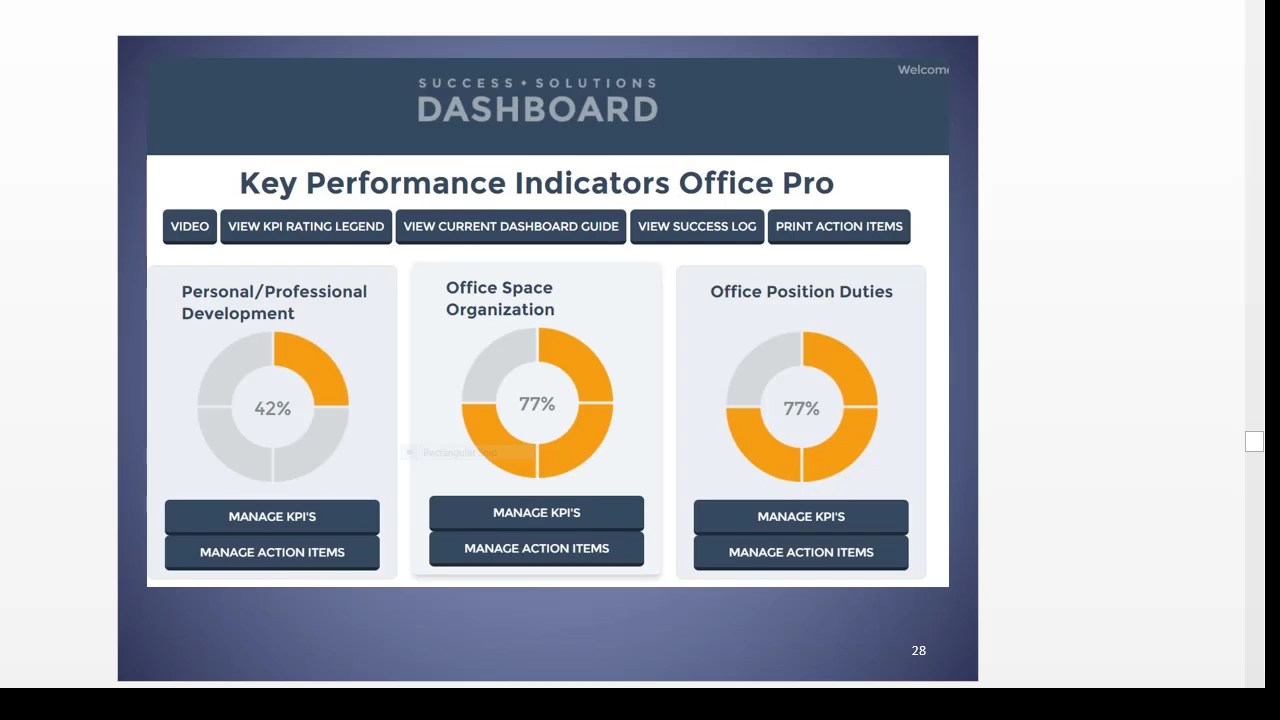 Welcome
SUCCESS • SOLUTIONS
DASHBOARD
Key Performance Indicators Office Pro
VIDEO
VIEW KPI RATING LEGEND
VIEW CURRENT DASHBOARD GUIDE
VIEW SUCCESS LOG
PRINT ACTION ITEMS
Personal/Professional
Development
42%
MANAGE KPI'S
MANAGE ACTION ITEMS
Office Space
Organization
77%
Rectangular Snip
MANAGE KPI'S
MANAGE ACTION ITEMS
Office Position Duties
77%
MANAGE KPI'S
MANAGE ACTION ITEMS
28